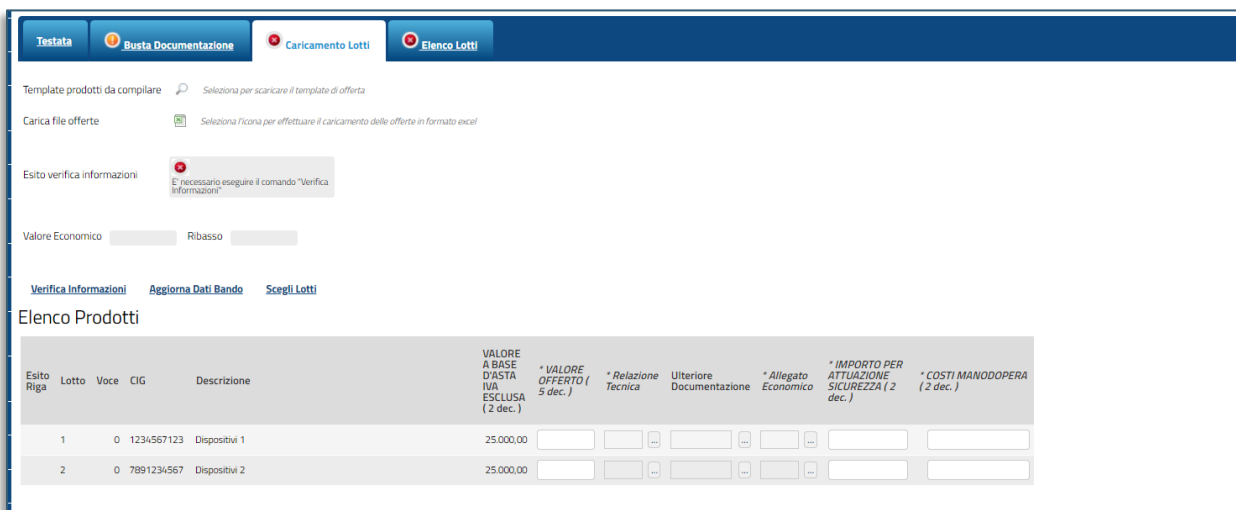 Testata Busta Documentazione Caricamento Lotti Elenco Lotti
Template prodotti da compilare Seleziona per scaricare il template di offerta
Carica file offerte Seleziona l'icona per effettuare il caricamento delle offerte in formato excel
Esito verifica informazioni
E' necessario eseguire il comando "Verifica
Informazioni"
Valore Economico Ribasso
Verifica Informazioni Aggiorna Dati Bando Scegli Lotti
Elenco Prodotti
Esito
Riga
Lotto
Voce
CIG
Descrizione
VALORE
A BASE
D'ASTA
IVA
ESCLUSA
( 2 dec. )
* VALORE
OFFERTO (
5 dec. )
* Relazione
Tecnica
Ulteriore
Documentazione
* Allegato
Economico
* IMPORTO PER
ATTUAZIONE
SICUREZZA ( 2
dec. )
* COSTI MANODOPERA
( 2 dec. )
1 0 1234567123 Dispositivi 1 25.000,00 ... ... ...
2 0 7891234567 Dispositivi 2 25.000,00 ... ... ...